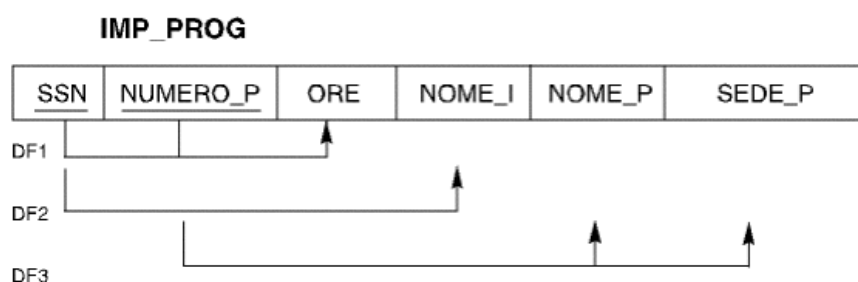 IMP_PROG
SSN NUMERO_P ORE NOME_I NOME_P SEDE_P
DF1
DF2
DF3